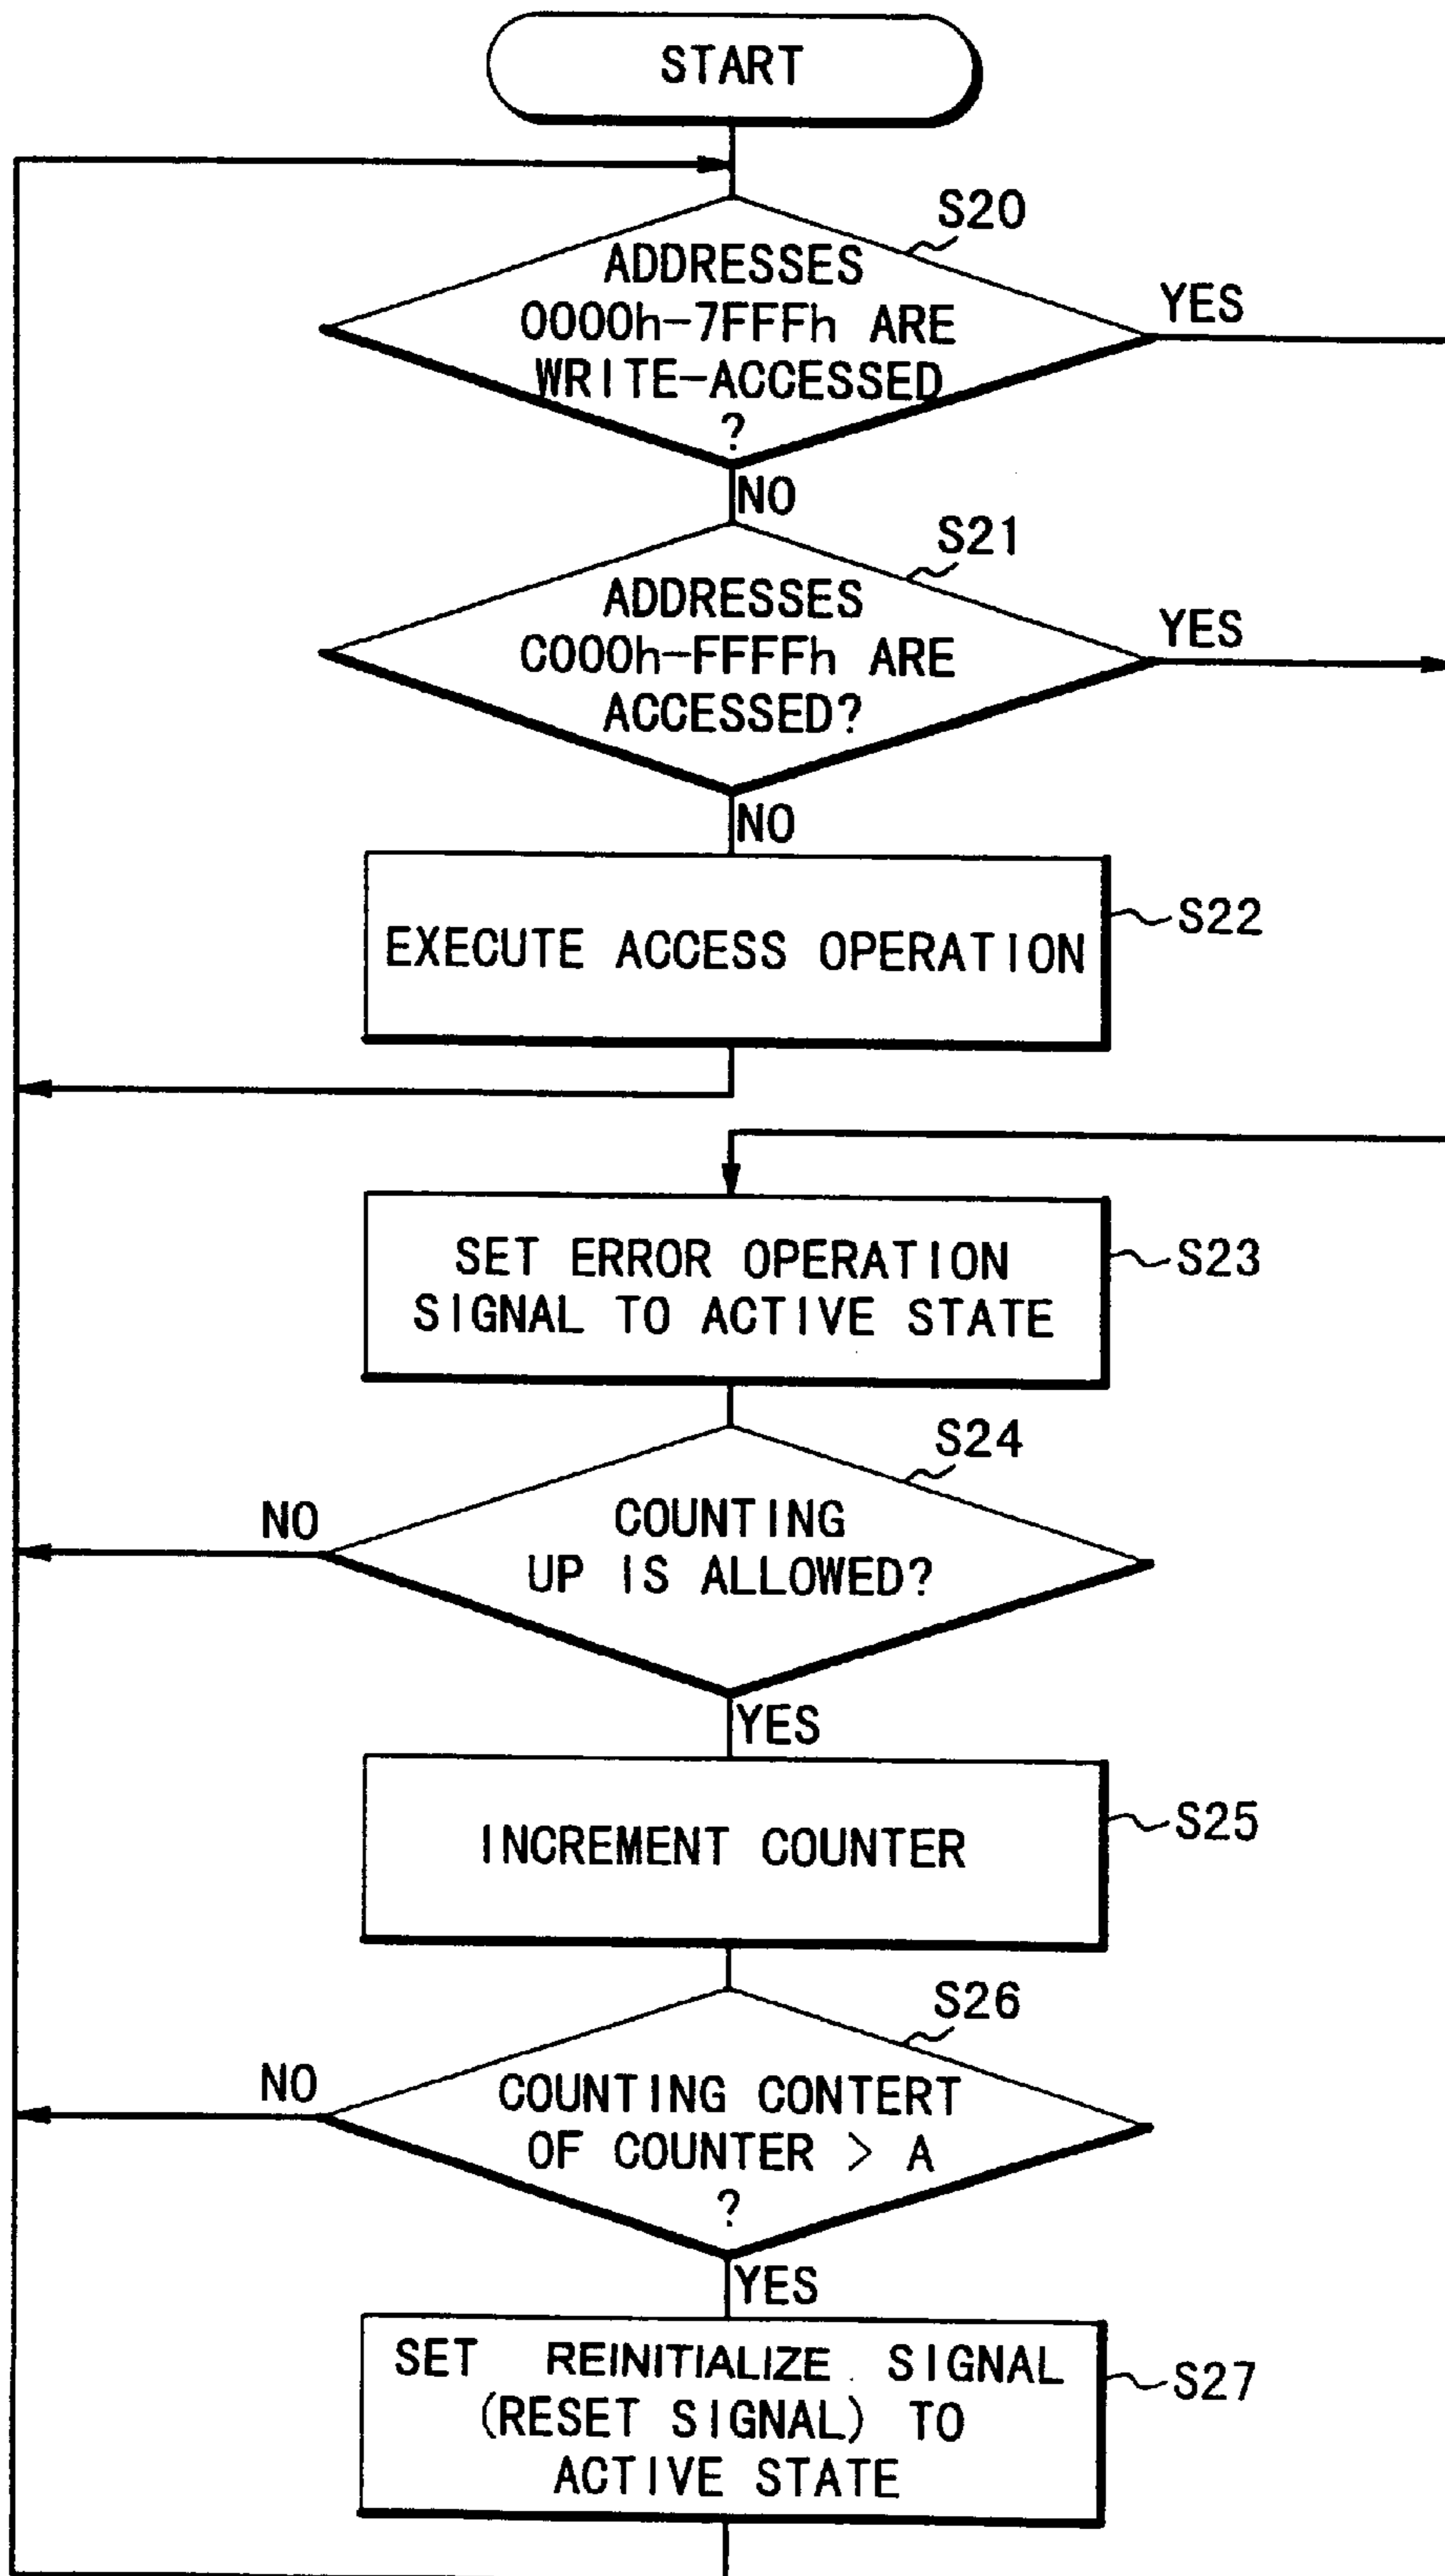 START
S20
ADDRESSES
0000h-7FFFh ARE
WRITE-ACCESSED
?
YES
NO
S21
ADDRESSES
C000h-FFFFh ARE
ACCESSED?
YES
NO
S22
EXECUTE ACCESS OPERATION
SET ERROR OPERATION
SIGNAL TO ACTIVE STATE
S23
S24
NO
COUNTING
UP IS ALLOWED?
YES
INCREMENT COUNTER
S25
S26
NO
COUNTING CONTERT
OF COUNTER > A
?
YES
SET REINITIALIZE SIGNAL
(RESET SIGNAL) TO
ACTIVE STATE
S27